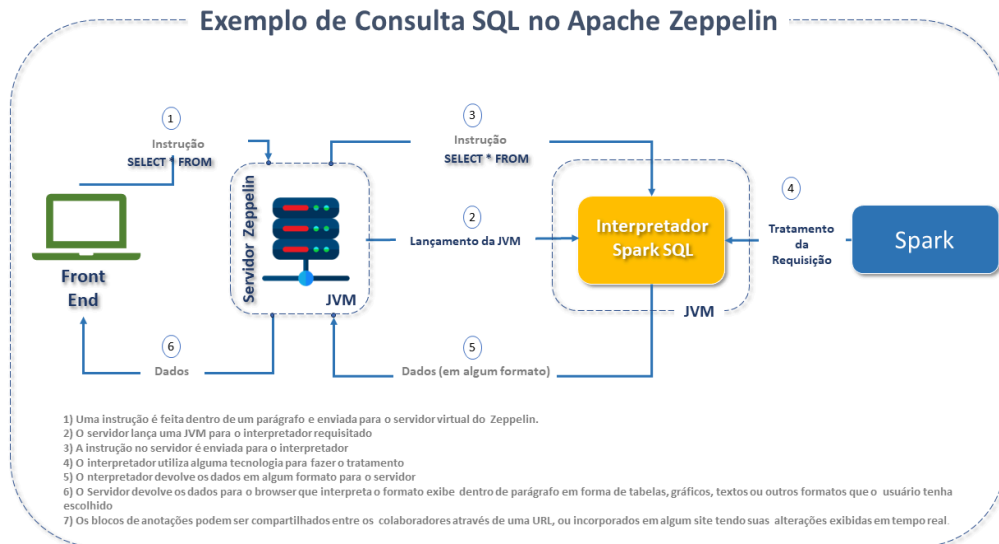 Exemplo de Consulta SQL no Apache Zeppelin
1
Instrução
SELECT * FROM
3
Instrução
SELECT * FROM
Servidor Zeppelin
JVM
2
Lançamento da JVM
Interpretador
Spark SQL
JVM
4
Tratamento
da
Requisição
Spark
Front
End
6
Dados
5
Dados (em algum formato)
1) Uma instrução é feita dentro de um parágrafo e enviada para o servidor virtual do Zeppelin.
2) O servidor lança uma JVM para o interpretador requisitado
3) A instrução no servidor é enviada para o interpretador
4) O interpretador utiliza alguma tecnologia para fazer o tratamento
5) O nterpretador devolve os dados em algum formato para o servidor
6) O Servidor devolve os dados para o browser que interpreta o formato exibe dentro de parágrafo em forma de tabelas, gráficos, textos ou outros formatos que o usuário tenha
escolhido
7) Os blocos de anotações podem ser compartilhados entre os colaboradores através de uma URL, ou incorporados em algum site tendo suas alterações exibidas em tempo real.